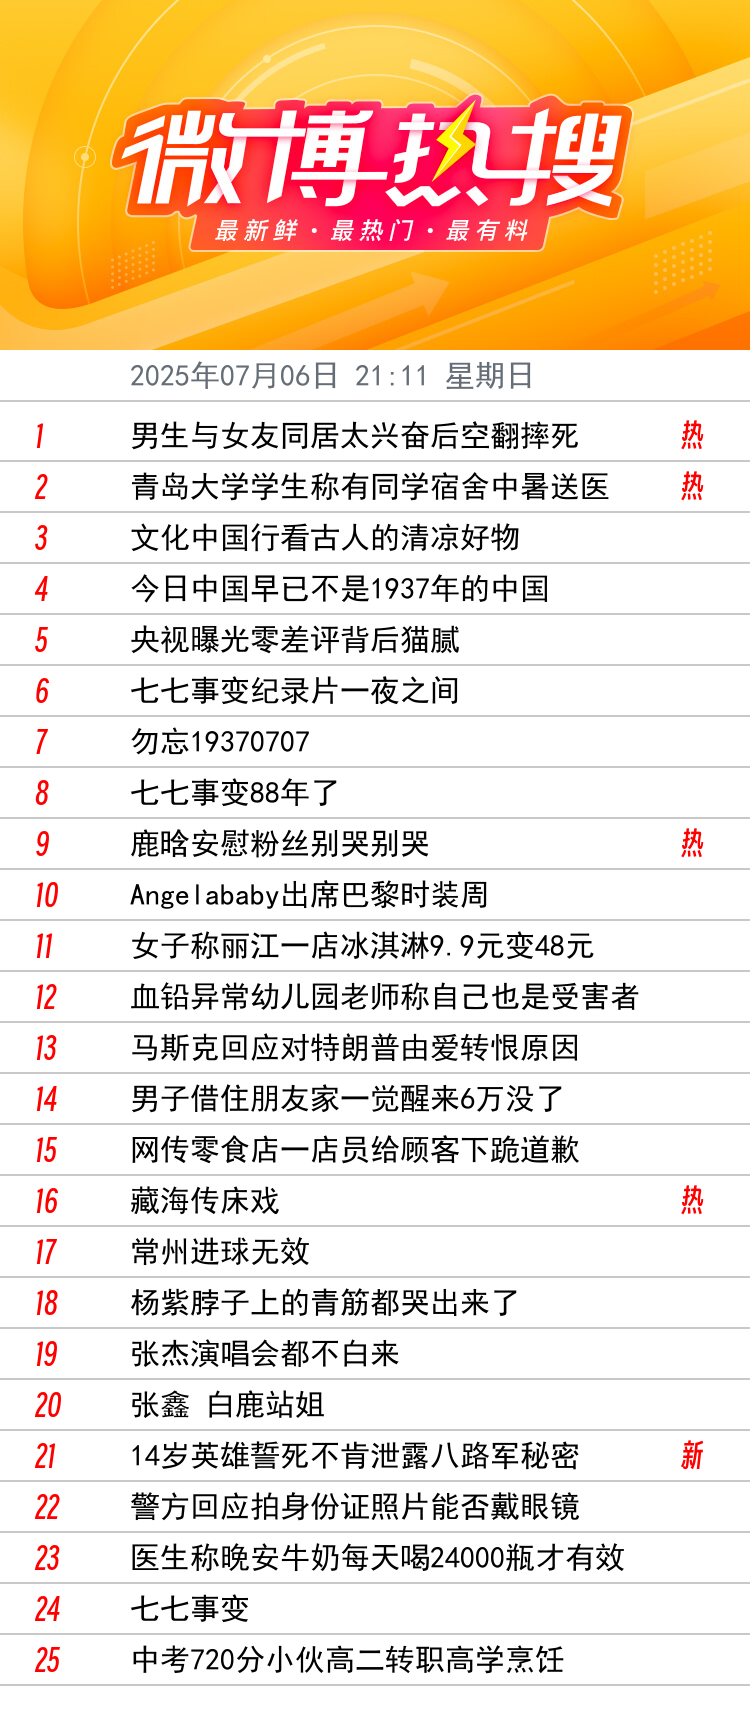 微博热搜
最新鲜·最热门·最有料
2025年07月06日 21:11 星期日
1 男生与女友同居太兴奋后空翻摔死 热
2 青岛大学学生称有同学宿舍中暑送医 热
3 文化中国行看古人的清凉好物
4 今日中国早已不是1937年的中国
5 央视曝光零差评背后猫腻
6 七七事变纪录片一夜之间
7 勿忘19370707
8 七七事变88年了
9 鹿晗安慰粉丝别哭别哭 热
10 Angelababy出席巴黎时装周
11 女子称丽江一店冰淇淋9.9元变48元
12 血铅异常幼儿园老师称自己也是受害者
13 马斯克回应对特朗普由爱转恨原因
14 男子借住朋友家一觉醒来6万没了
15 网传零食店一店员给顾客下跪道歉
16 藏海传床戏 热
17 常州进球无效
18 杨紫脖子上的青筋都哭出来了
19 张杰演唱会都不白来
20 张鑫 白鹿站姐
21 14岁英雄誓死不肯泄露八路军秘密 新
22 警方回应拍身份证照片能否戴眼镜
23 医生称晚安牛奶每天喝24000瓶才有效
24 七七事变
25 中考720分小伙高二转职高学烹饪